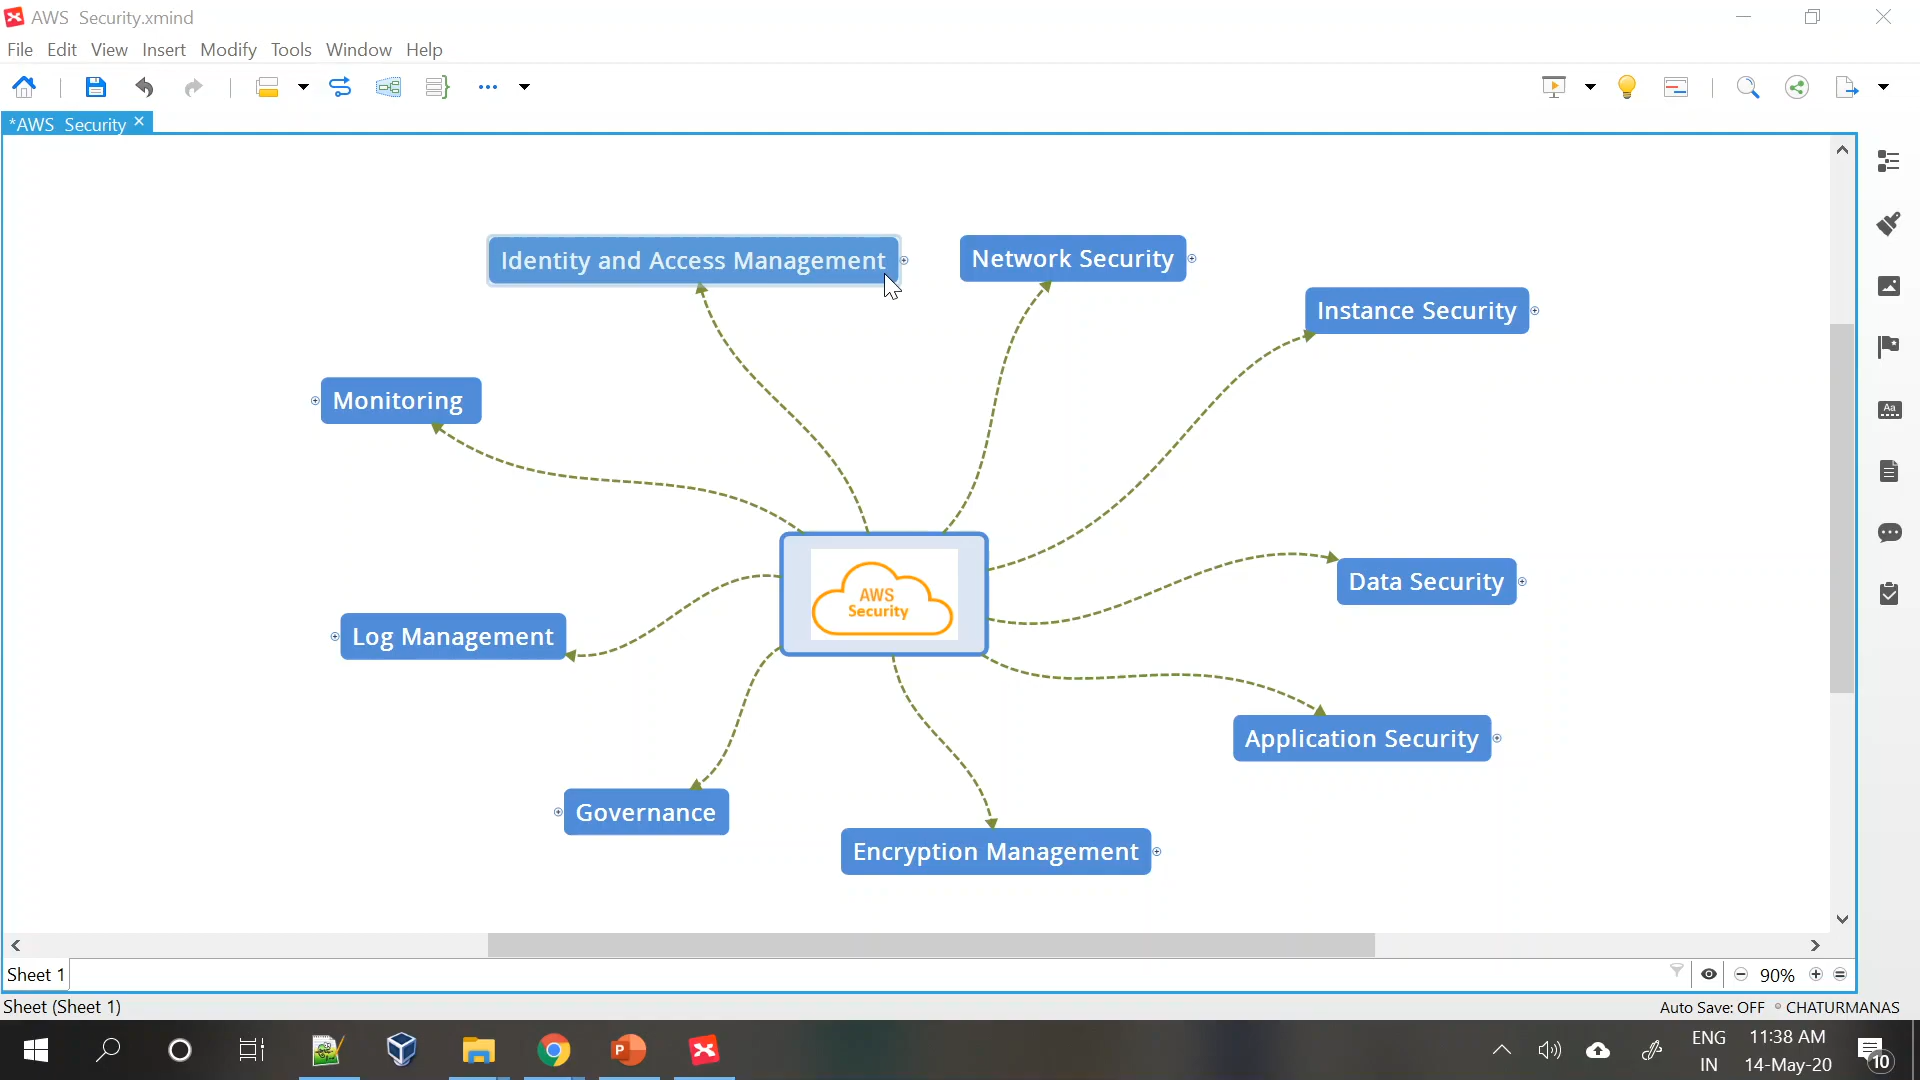 AWS Security.xmind
File Edit View Insert Modify Tools Window Help
*AWS Security
Identity and Access Management
Network Security
Instance Security
Monitoring
AWS
Security
Data Security
Log Management
Application Security
Governance
Encryption Management
Aa
Sheet 1
90%
Sheet (Sheet 1)
Auto Save: OFF
CHATURMANAS
ENG
IN
11:38 AM
14-May-20
10